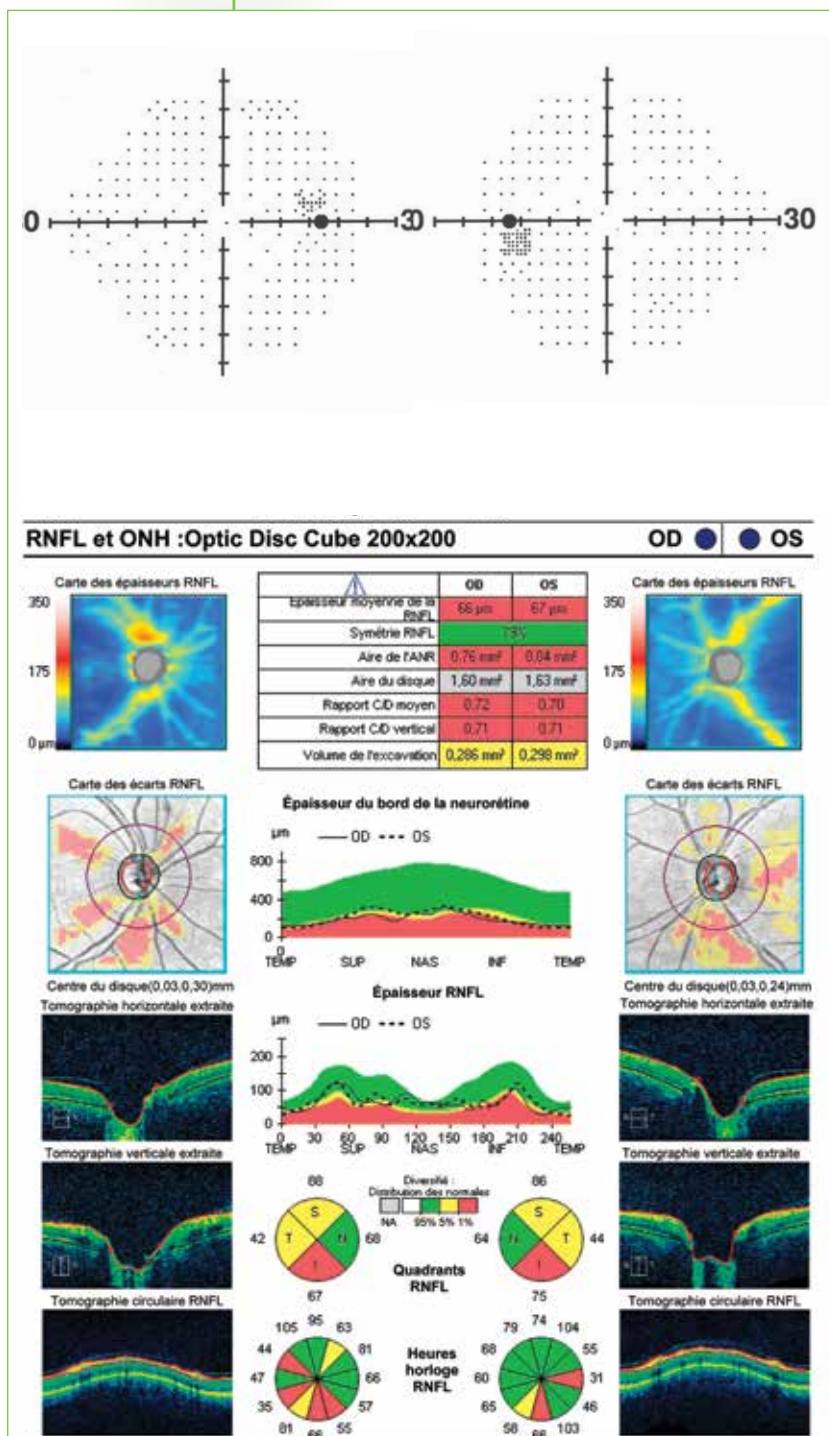 30
30
RNFL et ONH :Optic Disc Cube 200x200
OD OS
Carte des épaisseurs RNFL
350
175
0 µm
OD OS
Epaisseur moyenne de la RNFL 66 µm 67 µm
Symétrie RNFL 73%
Aire de l'ANR 0,76 mm² 0,84 mm²
Aire du disque 1,60 mm² 1,63 mm²
Rapport C/D moyen 0,72 0,70
Rapport C/D vertical 0,71 0,71
Volume de l'excavation 0,286 mm³ 0,298 mm³
Carte des épaisseurs RNFL
350
175
0 µm
Carte des écarts RNFL
Centre du disque(0,03,0,30)mm
Épaisseur du bord de la neurorétine
µm OD OS
800
400
0
0
TEMP SUP NAS INF TEMP
Carte des écarts RNFL
Centre du disque(0,03,0,24)mm
Tomographie horizontale extraite
Épaisseur RNFL
µm OD OS
200
100
0
0 30 60 90 120 150 180 210 240
TEMP SUP NAS INF TEMP
Tomographie horizontale extraite
Tomographie verticale extraite
88
S
42 T N 68
I
67
Diversifié :
Distribution des normales
NA 95% 5% 1%
Quadrants
RNFL
86
S
64 N T 44
I
75
Tomographie verticale extraite
Tomographie circulaire RNFL
95
105 63
44 81
47 66
35 57
81 55
66
Heures
horloge
RNFL
74
79 104
68 55
60 31
65 46
58 103
66
Tomographie circulaire RNFL